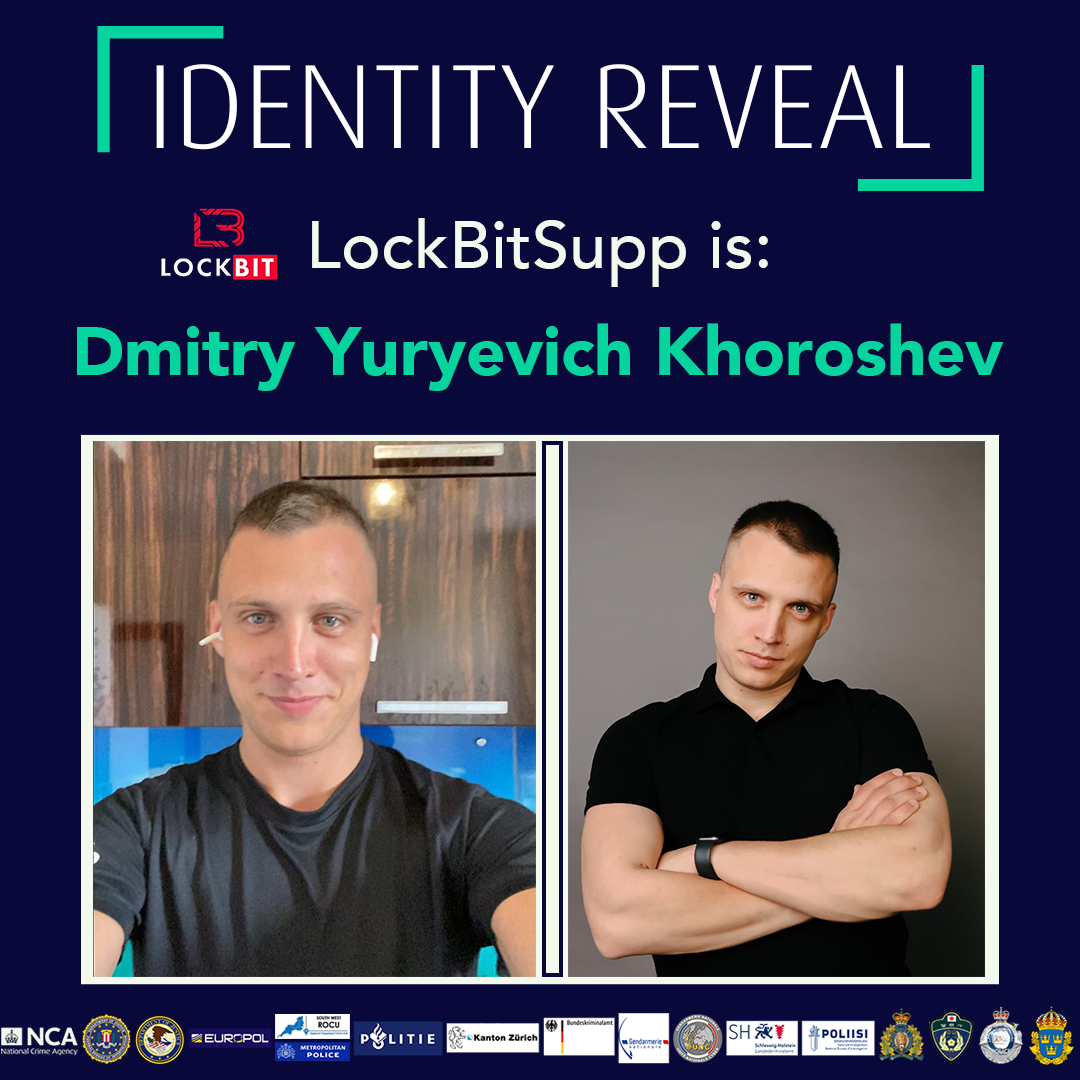 IDENTITY REVEAL
LOCKBIT
LockBitSupp is:
Dmitry Yuryevich Khoroshev
NCA
National Crime Agency
EUROPOL
SOUTH WEST
ROCU
METROPOLITAN
POLICE
POLITIE
Kanton Zürich
Bundeskriminalamt
Gendarmerie
nationale
SH
Schleswig-Holstein
Landeskriminalamt
POLIISI